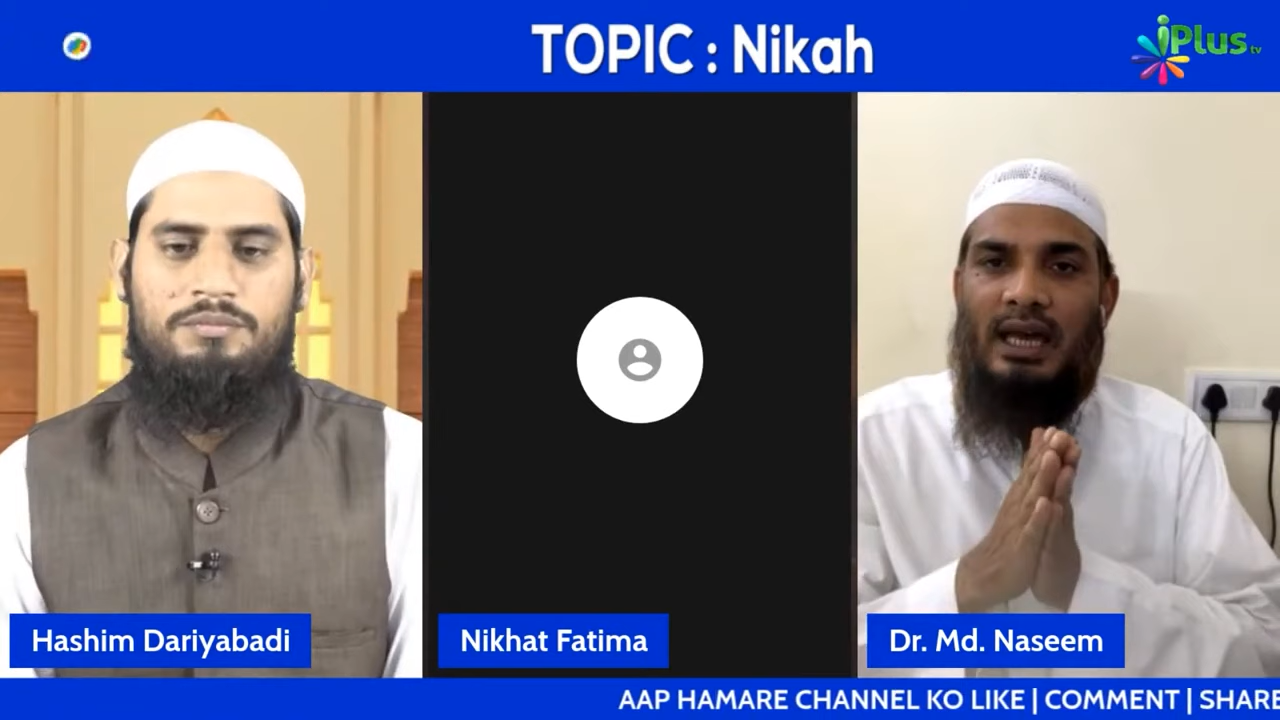 TOPIC : Nikah
iPlus tv
Hashim Dariyabadi
Nikhat Fatima
Dr. Md. Naseem
AAP HAMARE CHANNEL KO LIKE | COMMENT | SHARE